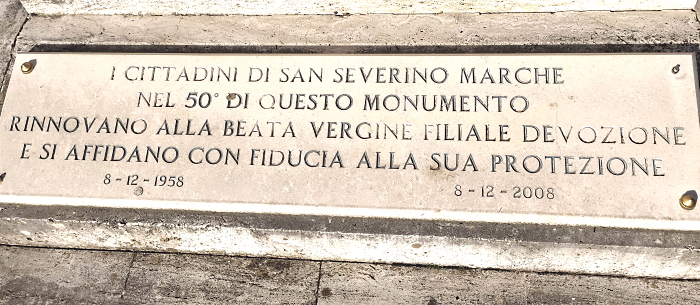 I CITTADINI DI SAN SEVERINO MARCHE
NEL 50° DI QUESTO MONUMENTO
RINNOVANO ALLA BEATA VERGINE FILIALE DEVOZIONE
E SI AFFIDANO CON FIDUCIA ALLA SUA PROTEZIONE
8-12-1958 8-12-2008